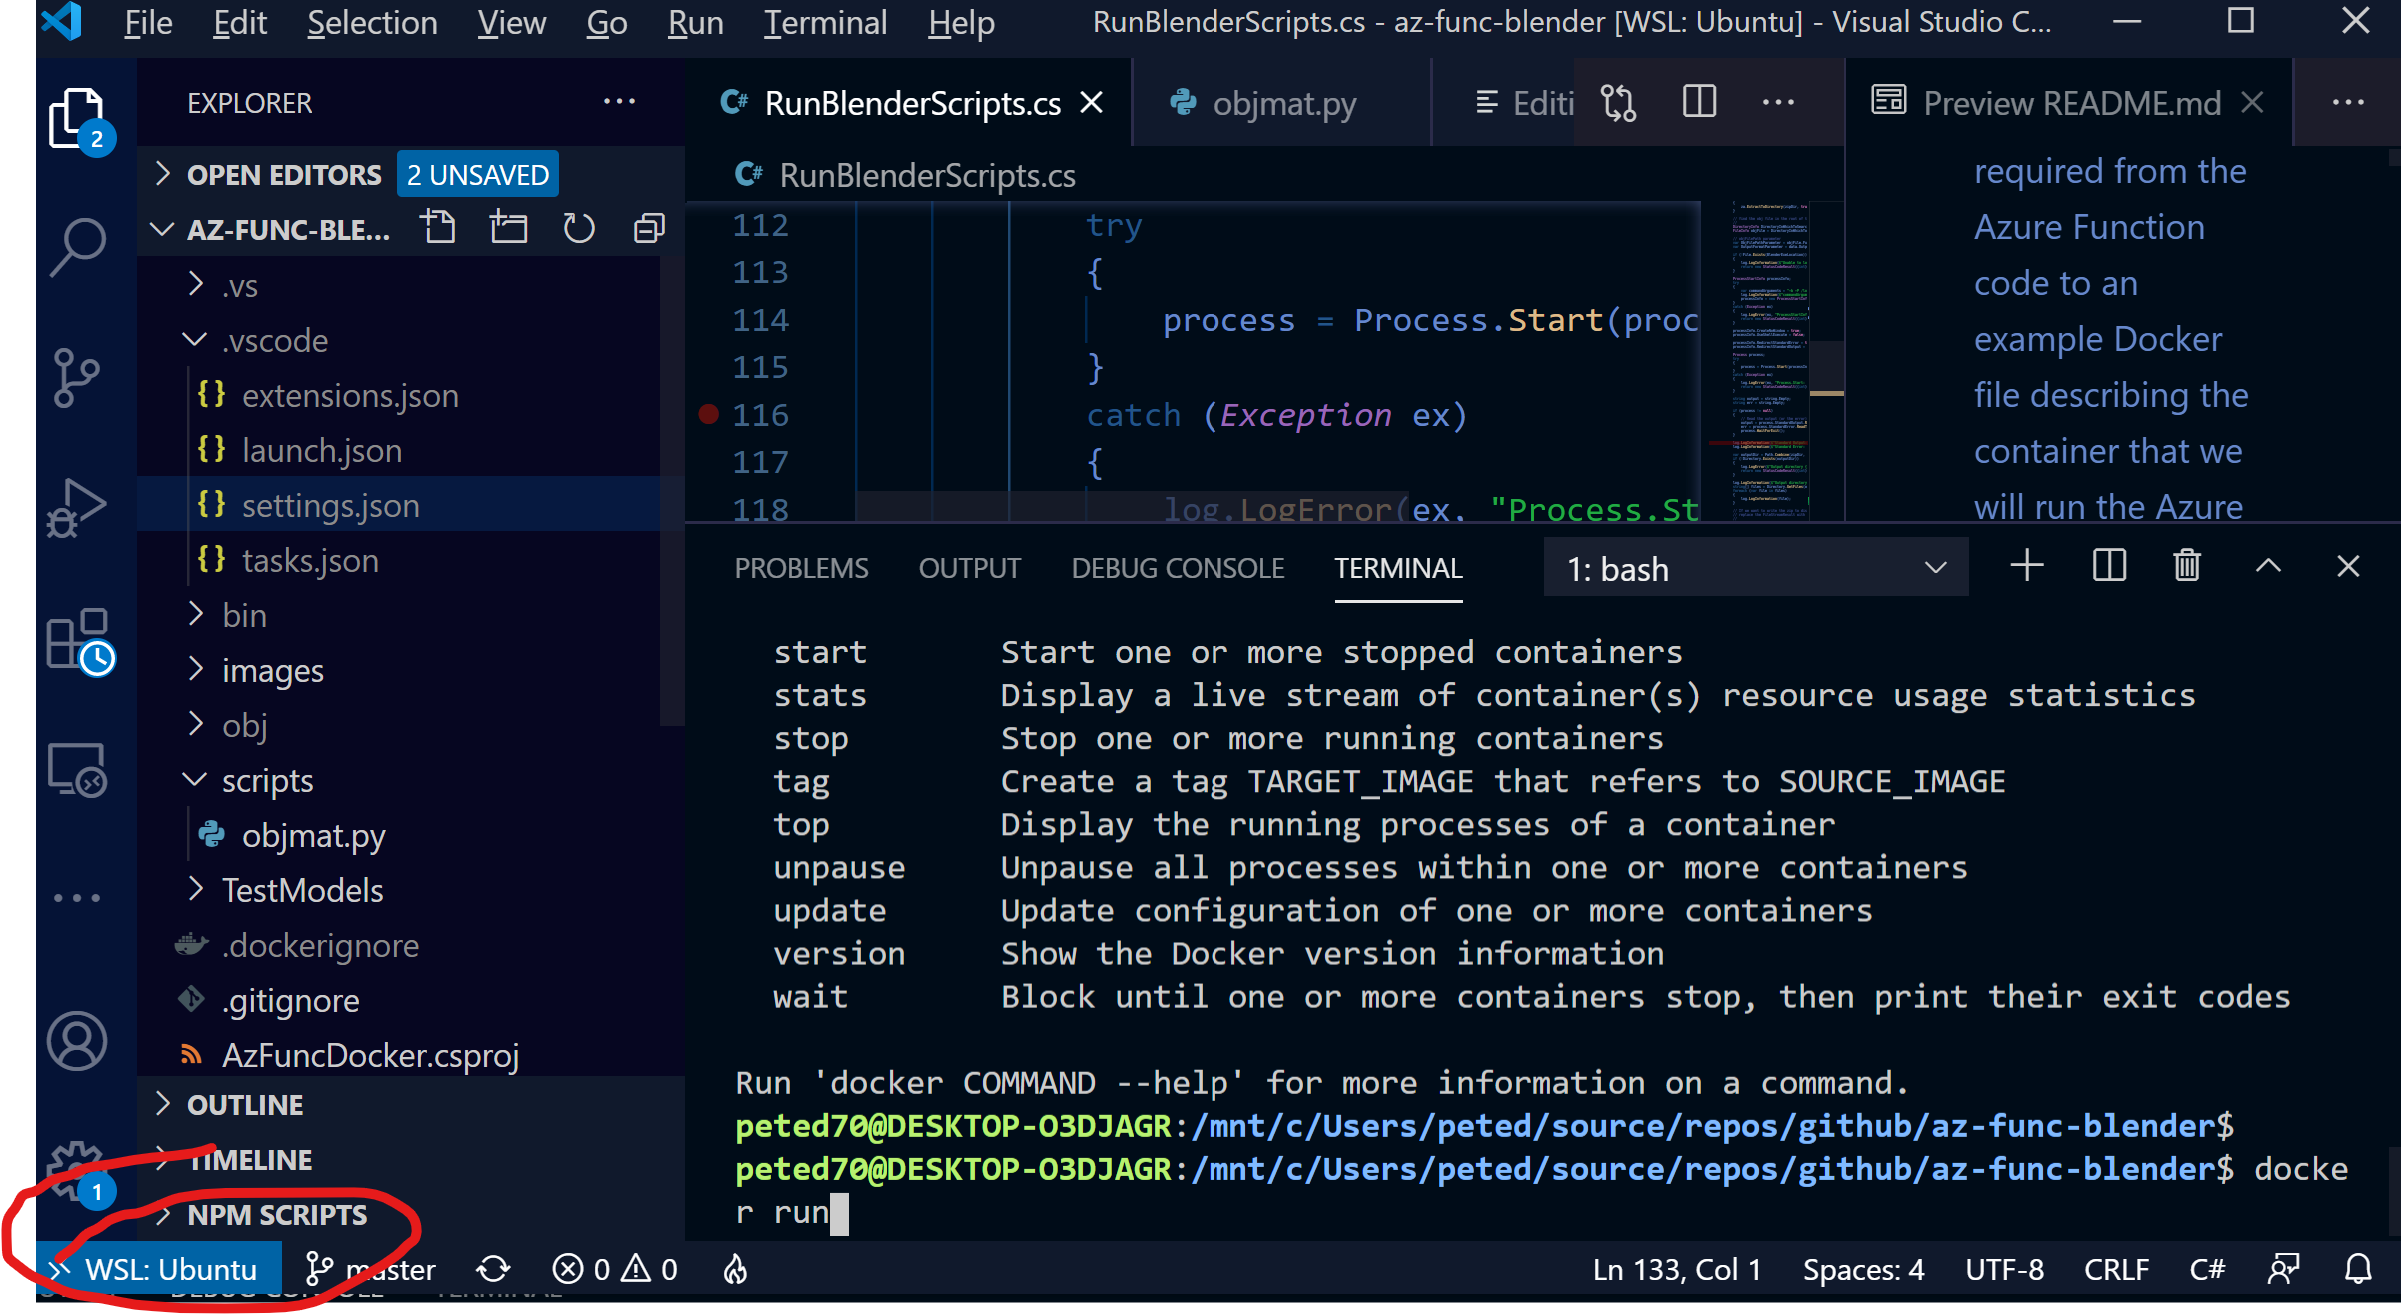 File Edit Selection View Go Run Terminal Help RunBlenderScripts.cs - az-func-blender [WSL: Ubuntu] - Visual Studio C...
EXPLORER
2
OPEN EDITORS 2 UNSAVED
AZ-FUNC-BLE...
.vs
.vscode
extensions.json
launch.json
settings.json
tasks.json
bin
images
obj
scripts
objmat.py
TestModels
.dockerignore
.gitignore
AzFuncDocker.csproj
OUTLINE
TIMELINE
1
NPM SCRIPTS
RunBlenderScripts.cs objmat.py Editi
RunBlenderScripts.cs
112 try
113 {
114 process = Process.Start(proc
115 }
116 catch (Exception ex)
117 {
118 log.LogError(ex, "Process.St
Preview README.md
required from the
Azure Function
code to an
example Docker
file describing the
container that we
will run the Azure
PROBLEMS OUTPUT DEBUG CONSOLE TERMINAL 1: bash
start Start one or more stopped containers
stats Display a live stream of container(s) resource usage statistics
stop Stop one or more running containers
tag Create a tag TARGET_IMAGE that refers to SOURCE_IMAGE
top Display the running processes of a container
unpause Unpause all processes within one or more containers
update Update configuration of one or more containers
version Show the Docker version information
wait Block until one or more containers stop, then print their exit codes
Run 'docker COMMAND --help' for more information on a command.
peted70@DESKTOP-O3DJAGR:/mnt/c/Users/peted/source/repos/github/az-func-blender$
peted70@DESKTOP-O3DJAGR:/mnt/c/Users/peted/source/repos/github/az-func-blender$ docke
r run
WSL: Ubuntu master 0 0 Ln 133, Col 1 Spaces: 4 UTF-8 CRLF C#